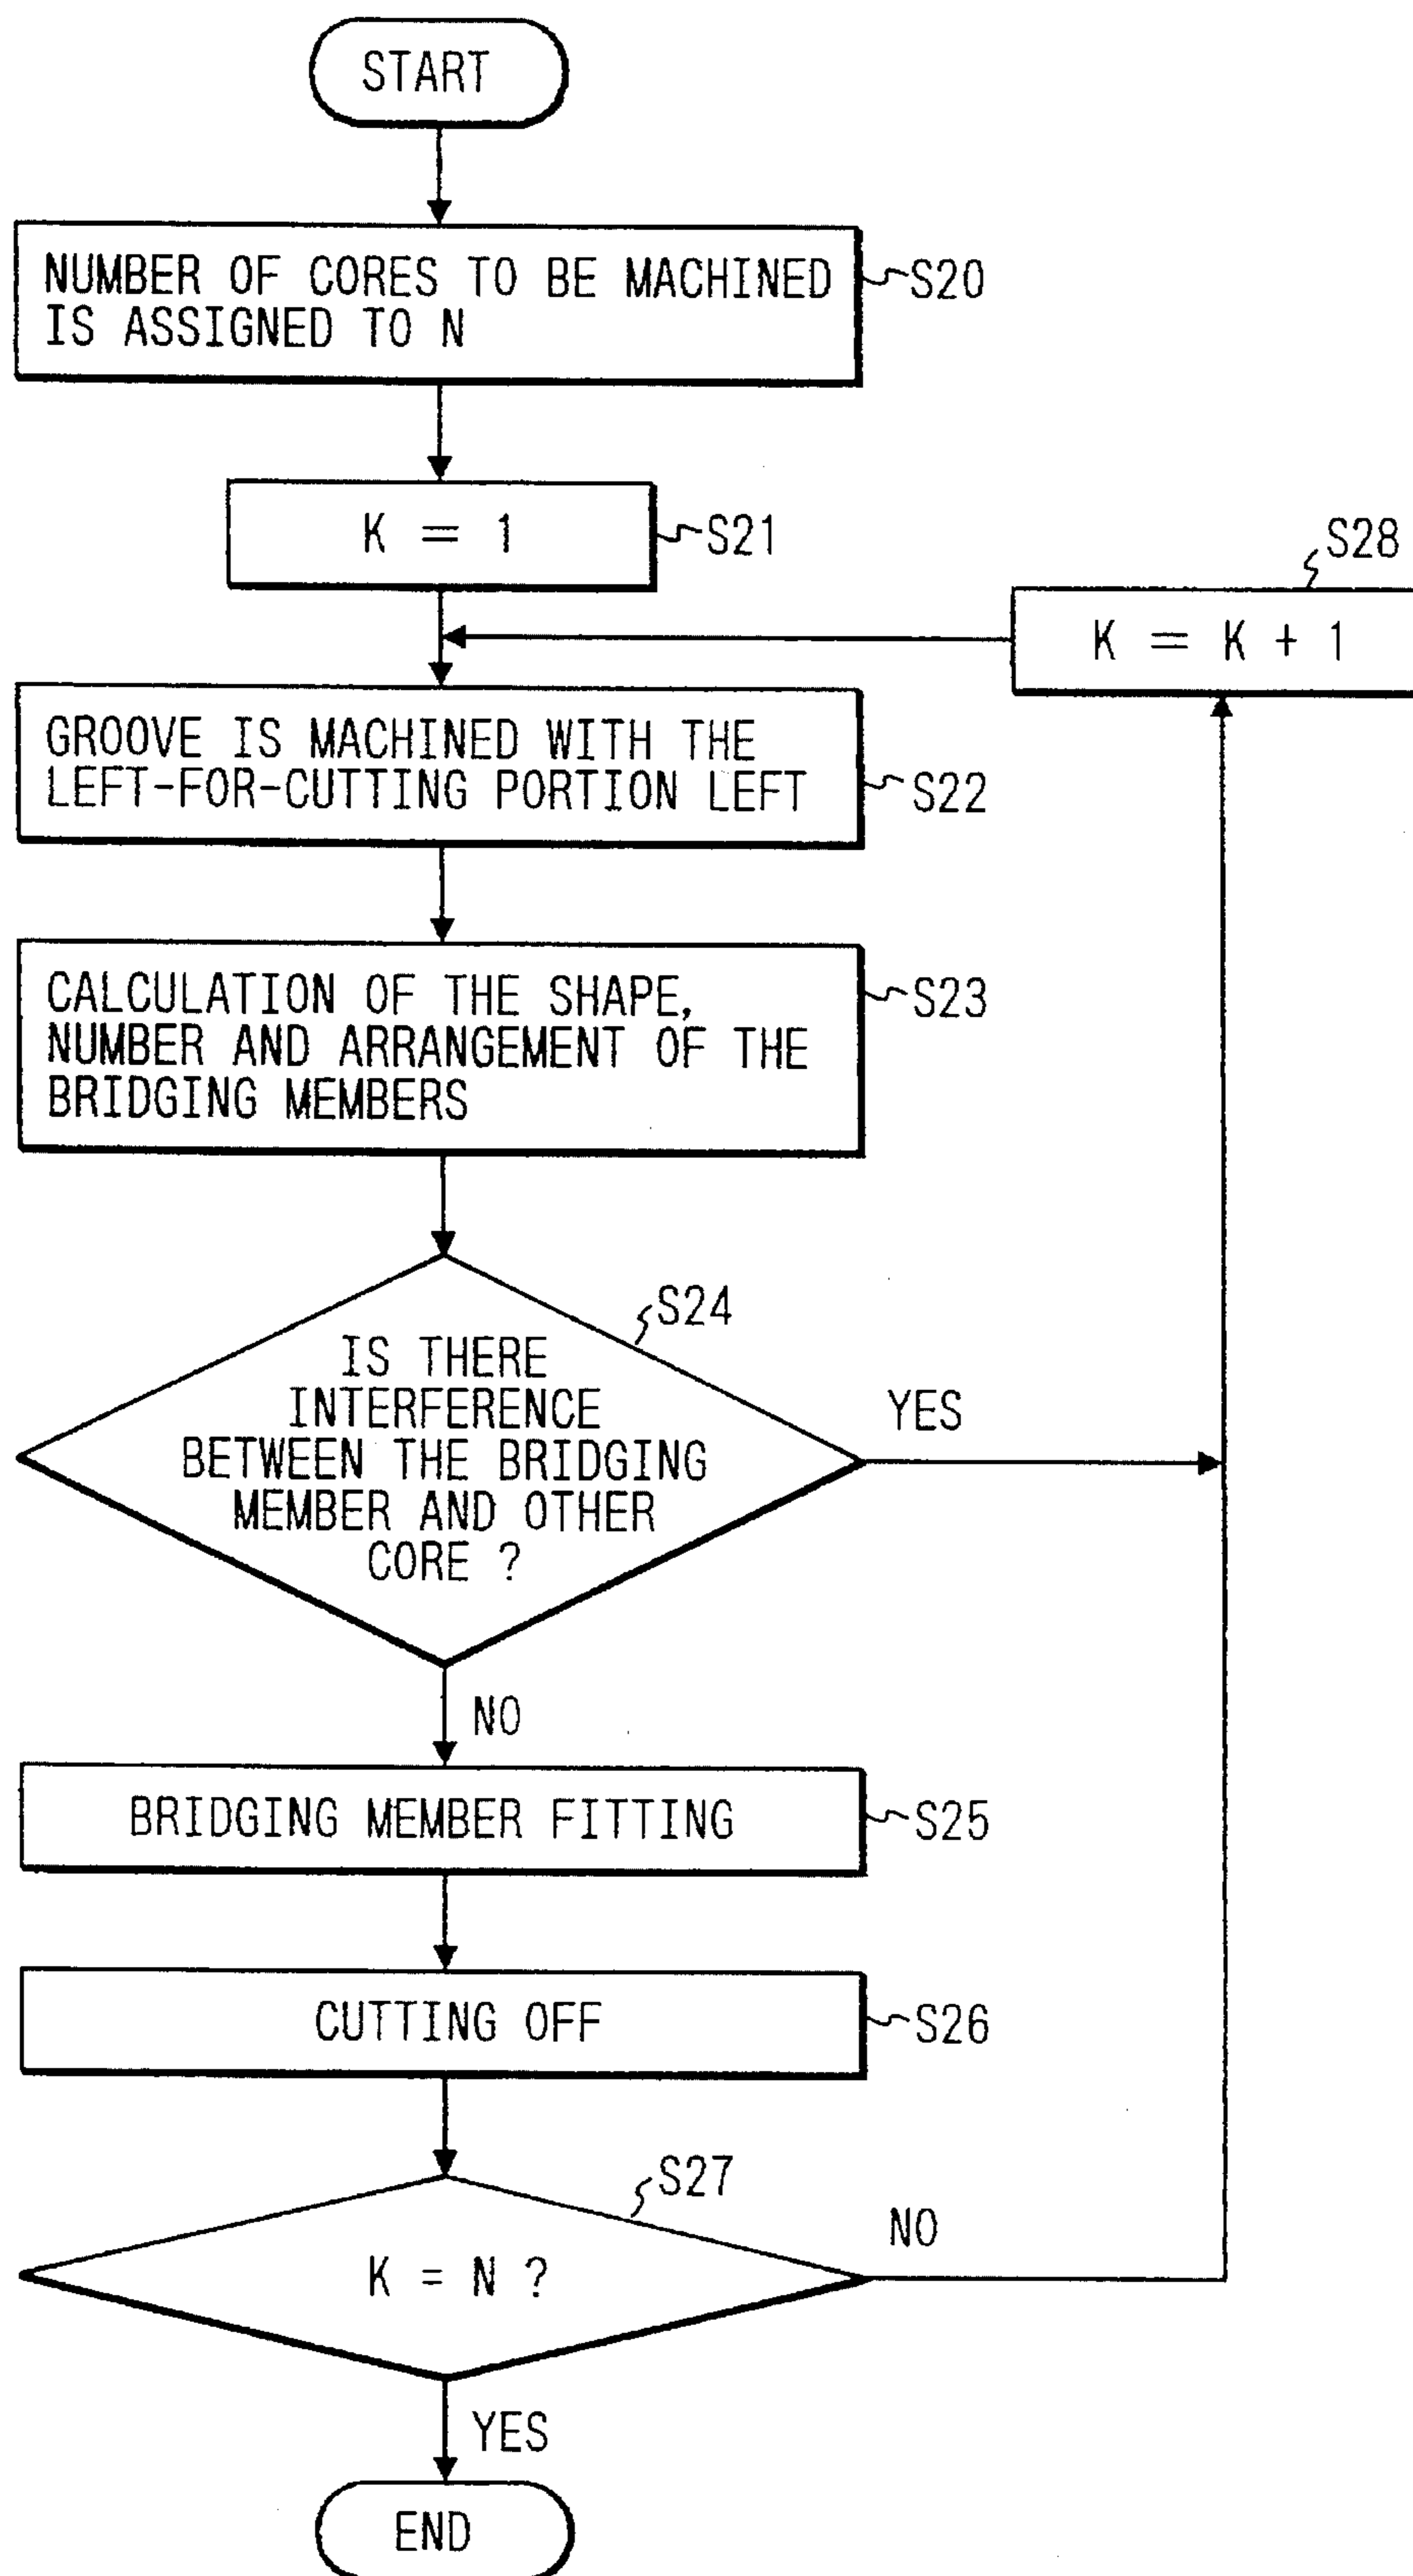 START
NUMBER OF CORES TO BE MACHINED
IS ASSIGNED TO N
S20
K = 1
S21
S28
K = K + 1
GROOVE IS MACHINED WITH THE
LEFT-FOR-CUTTING PORTION LEFT
S22
CALCULATION OF THE SHAPE,
NUMBER AND ARRANGEMENT OF THE
BRIDGING MEMBERS
S23
S24
IS THERE
INTERFERENCE
BETWEEN THE BRIDGING
MEMBER AND OTHER
CORE ?
YES
NO
BRIDGING MEMBER FITTING
S25
CUTTING OFF
S26
S27
K = N ?
NO
YES
END